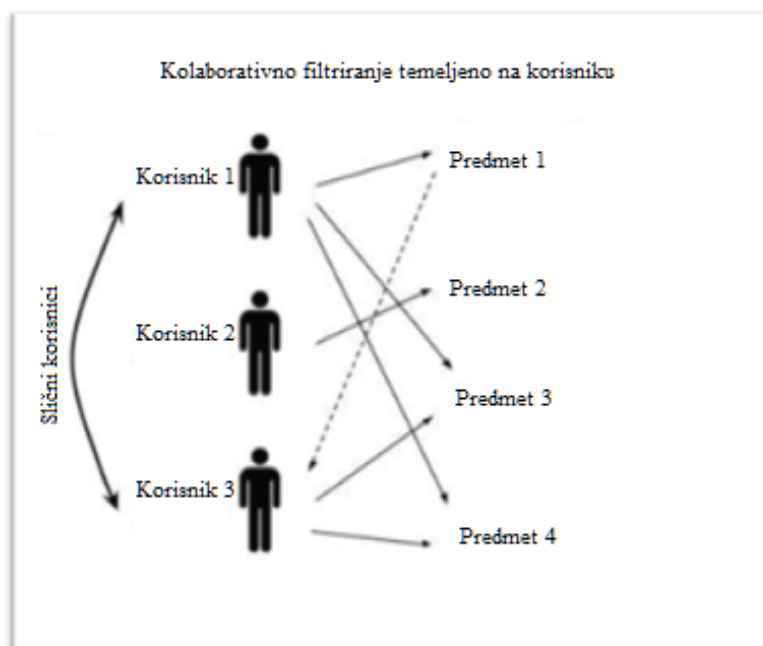 Kolaborativno filtriranje temeljeno na korisniku
Korisnik 1
Predmet 1
Predmet 2
Slični korisnici
Korisnik 2
Predmet 3
Korisnik 3
Predmet 4